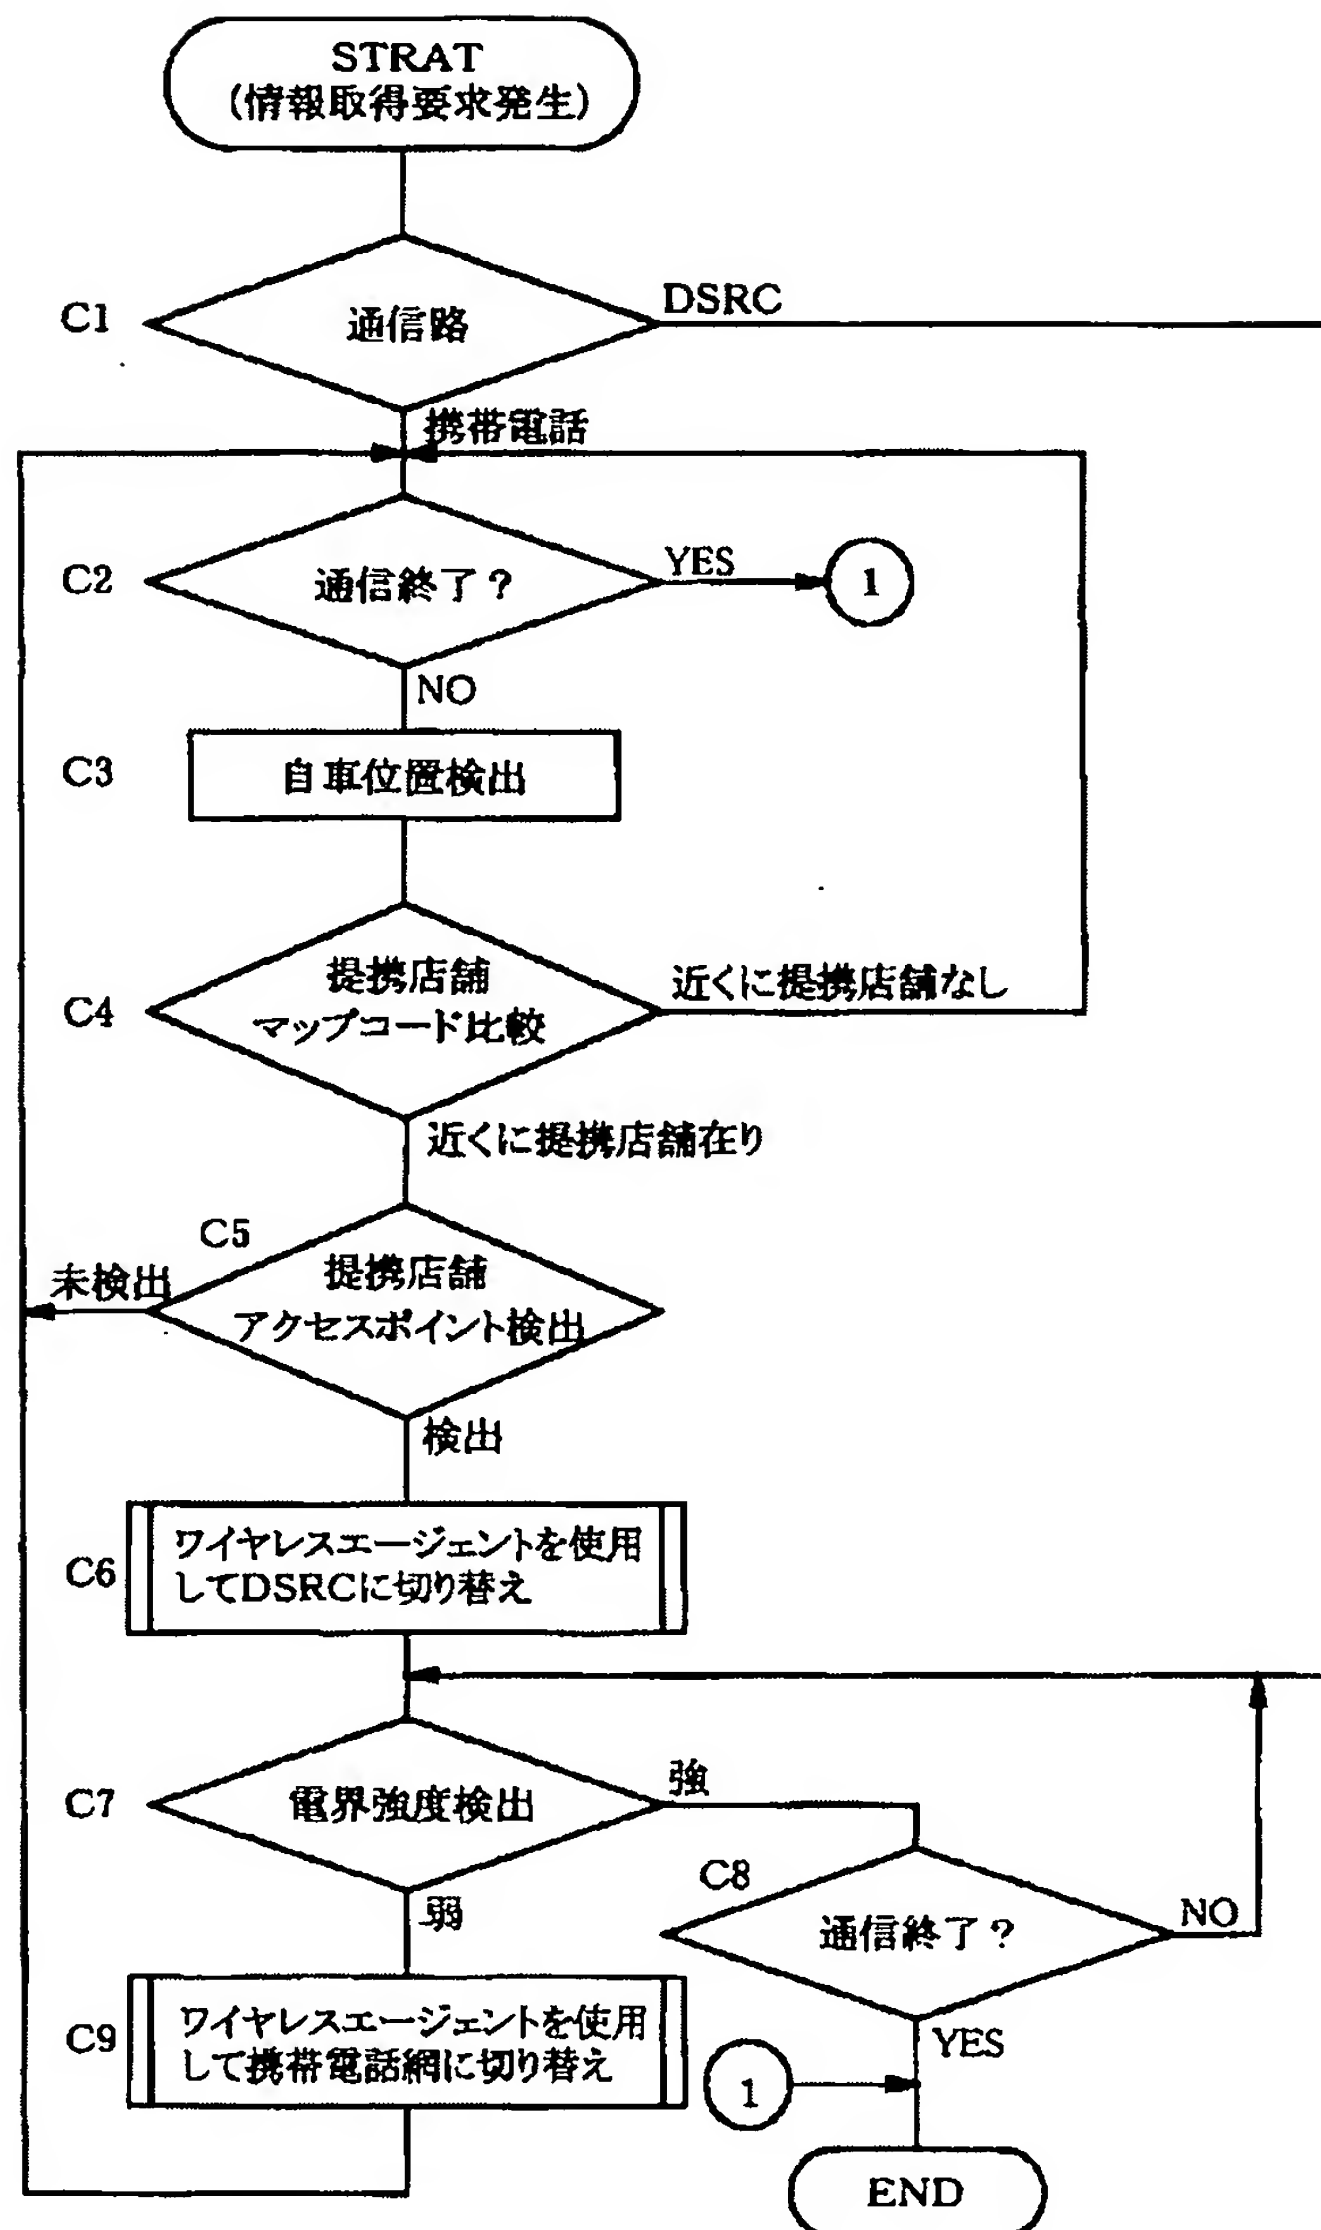 STRAT
(情報取得要求発生)
C1
通信路
DSRC
携帯電話
C2
通信終了?
YES
1
NO
C3
自車位置検出
C4
提携店舗
マップコード比較
近くに提携店舗なし
近くに提携店舗在り
C5
提携店舗
アクセスポイント検出
未検出
検出
C6
ワイヤレスエージェントを使用
してDSRCに切り替え
C7
電界強度検出
強
弱
C8
通信終了?
NO
YES
C9
ワイヤレスエージェントを使用
して携帯電話網に切り替え
1
END